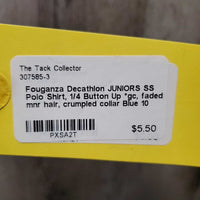 The Tack Collector
307585-3
Fouganza Decathlon JUNIORS SS
Polo Shirt, 1/4 Button Up *gc, faded
mnr hair, crumpled collar Blue 10
PXSA2T
$5.50